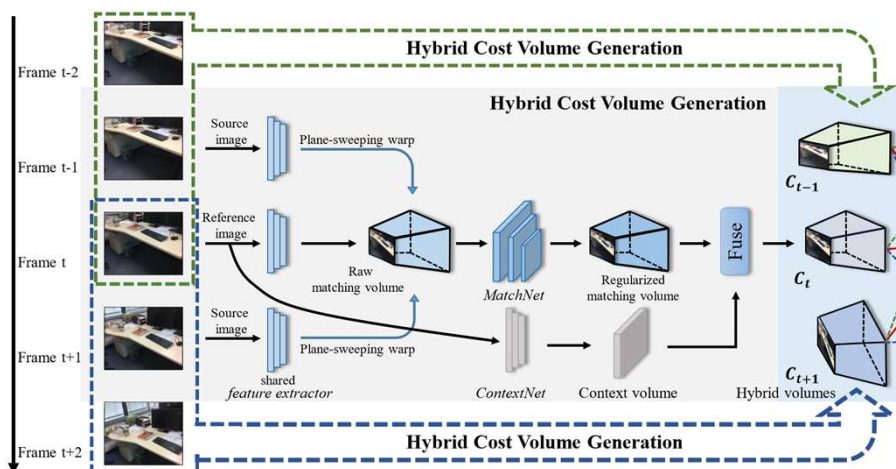 Hybrid Cost Volume Generation
Frame t-2
Hybrid Cost Volume Generation
Source
image
Plane-sweeping warp
Frame t-1
C_{t-1}
Reference
image
Fuse
Frame t
Raw
matching volume
MatchNet
Regularized
matching volume
C_t
Source
image
Plane-sweeping warp
Frame t+1
shared
feature extractor
ContextNet
Context volume
C_{t+1}
Hybrid volumes
Hybrid Cost Volume Generation
Frame t+2